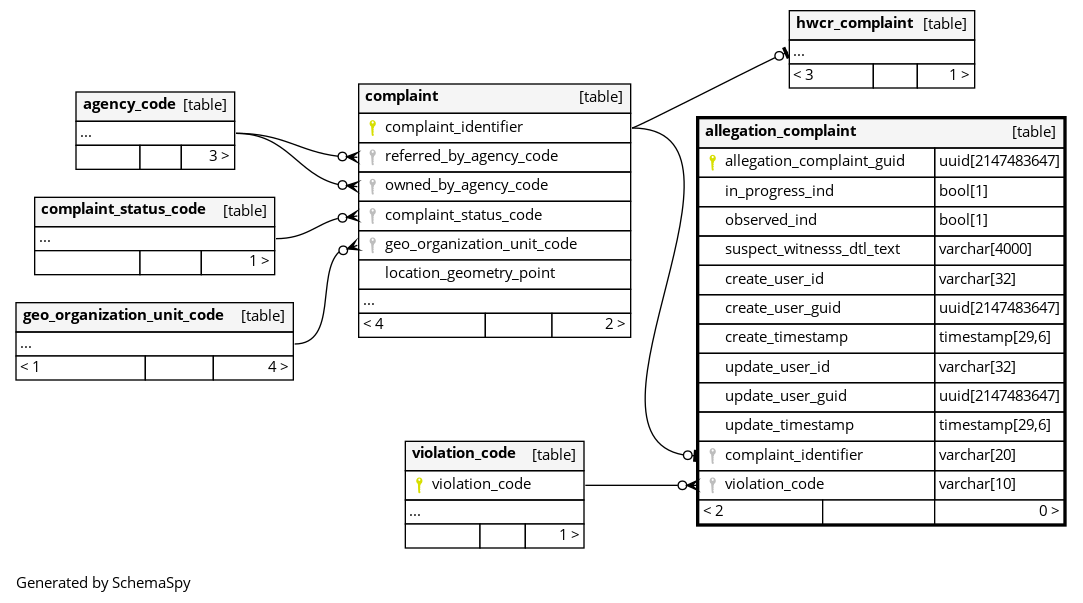 hwcr_complaint [table]
...
< 3 1 >
agency_code [table]
...
3 >
complaint_status_code [table]
...
1 >
geo_organization_unit_code [table]
...
< 1 4 >
complaint [table]
complaint_identifier
referred_by_agency_code
owned_by_agency_code
complaint_status_code
geo_organization_unit_code
location_geometry_point
...
< 4 2 >
allegation_complaint [table]
allegation_complaint_guid uuid[2147483647]
in_progress_ind bool[1]
observed_ind bool[1]
suspect_witnesss_dtl_text varchar[4000]
create_user_id varchar[32]
create_user_guid uuid[2147483647]
create_timestamp timestamp[29,6]
update_user_id varchar[32]
update_user_guid uuid[2147483647]
update_timestamp timestamp[29,6]
complaint_identifier varchar[20]
violation_code varchar[10]
< 2 0 >
violation_code [table]
violation_code
...
1 >
Generated by SchemaSpy